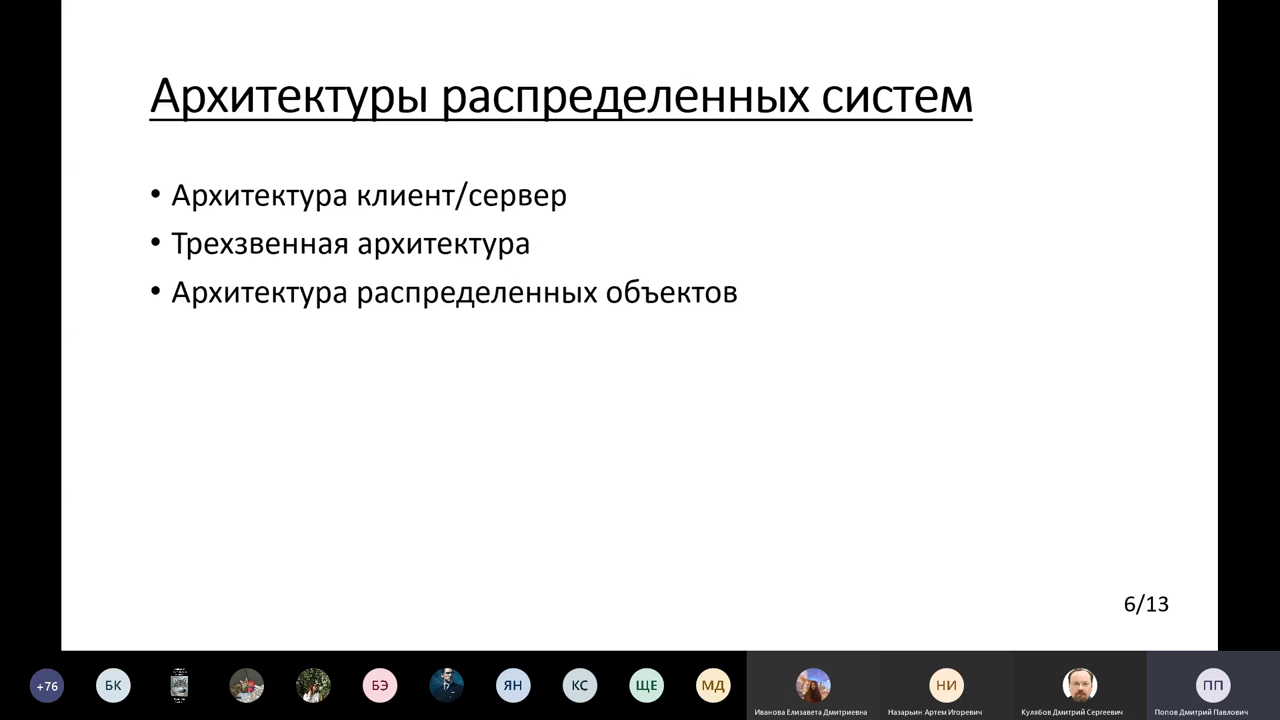 Архитектуры распределенных систем
• Архитектура клиент/сервер
• Трехзвенная архитектура
• Архитектура распределенных объектов
6/13
+76
БК
БЭ
ЯН
КС
ЩЕ
МД
НИ
ПП
Иванова Елизавета Дмитриевна
Назарьин Артем Игоревич
Кулябов Дмитрий Сергеевич
Попов Дмитрий Павлович